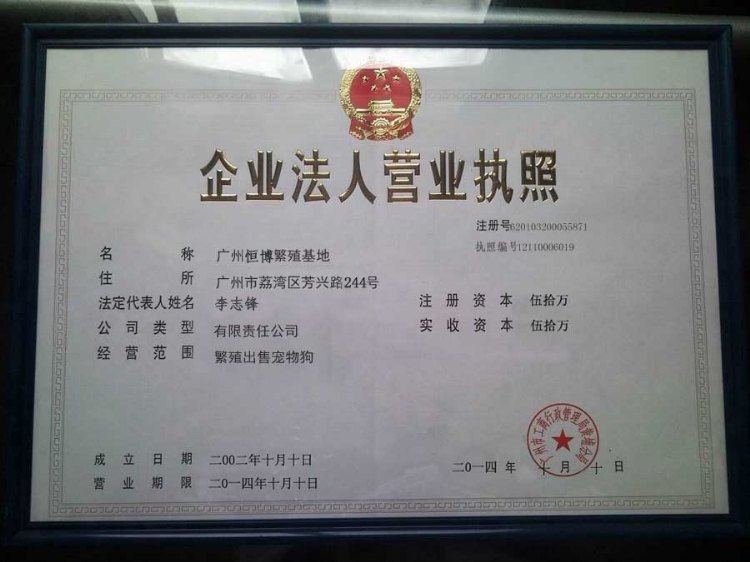 企业法人营业执照
注册号620103200055871
执照编号12110006019
名 称 广州恒博繁殖基地
住 所 广州市荔湾区芳兴路244号
法定代表人姓名 李志锋
注 册 资 本 伍拾万
公 司 类 型 有限责任公司
实 收 资 本 伍拾万
经 营 范 围 繁殖出售宠物狗
成 立 日 期 二00二年十月十日
营 业 期 限 二0一四年十月十日
二0一四 年 十 月 十 日